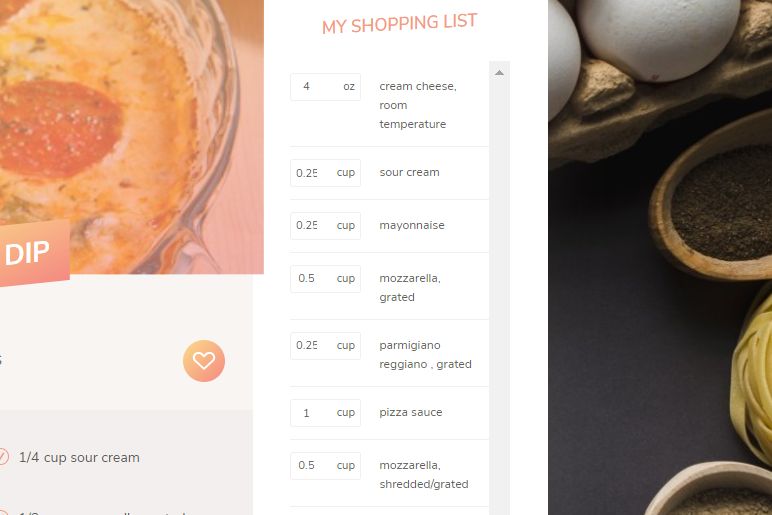 MY SHOPPING LIST
4 oz cream cheese,
room
temperature
0.25 cup sour cream
0.25 cup mayonnaise
0.5 cup mozzarella,
grated
0.25 cup parmigiano
reggiano , grated
1 cup pizza sauce
0.5 cup mozzarella,
shredded/grated
DIP
1/4 cup sour cream